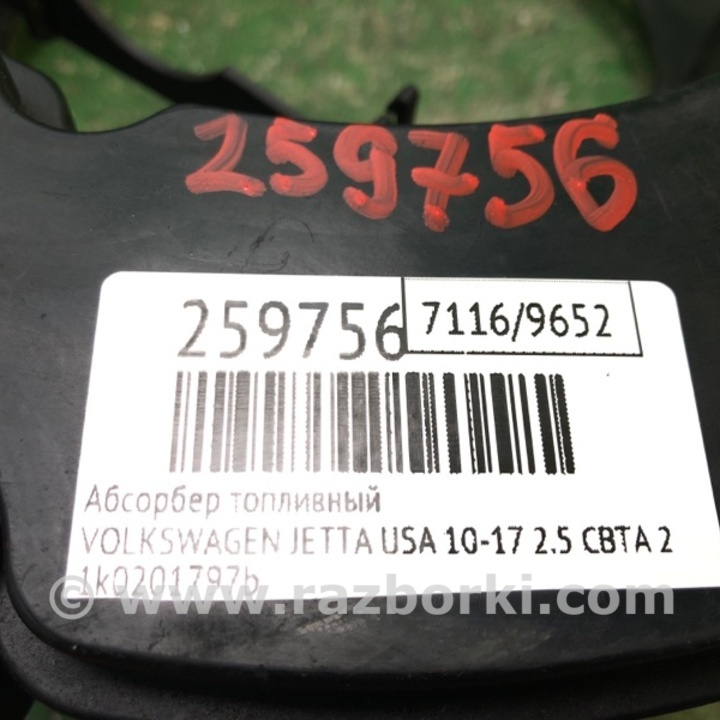 259756
259756 7116/9652
Абсорбер топливный
VOLKSWAGEN JETTA USA 10-17 2.5 CBTA 2
1k0201797b
© www.razborki.com